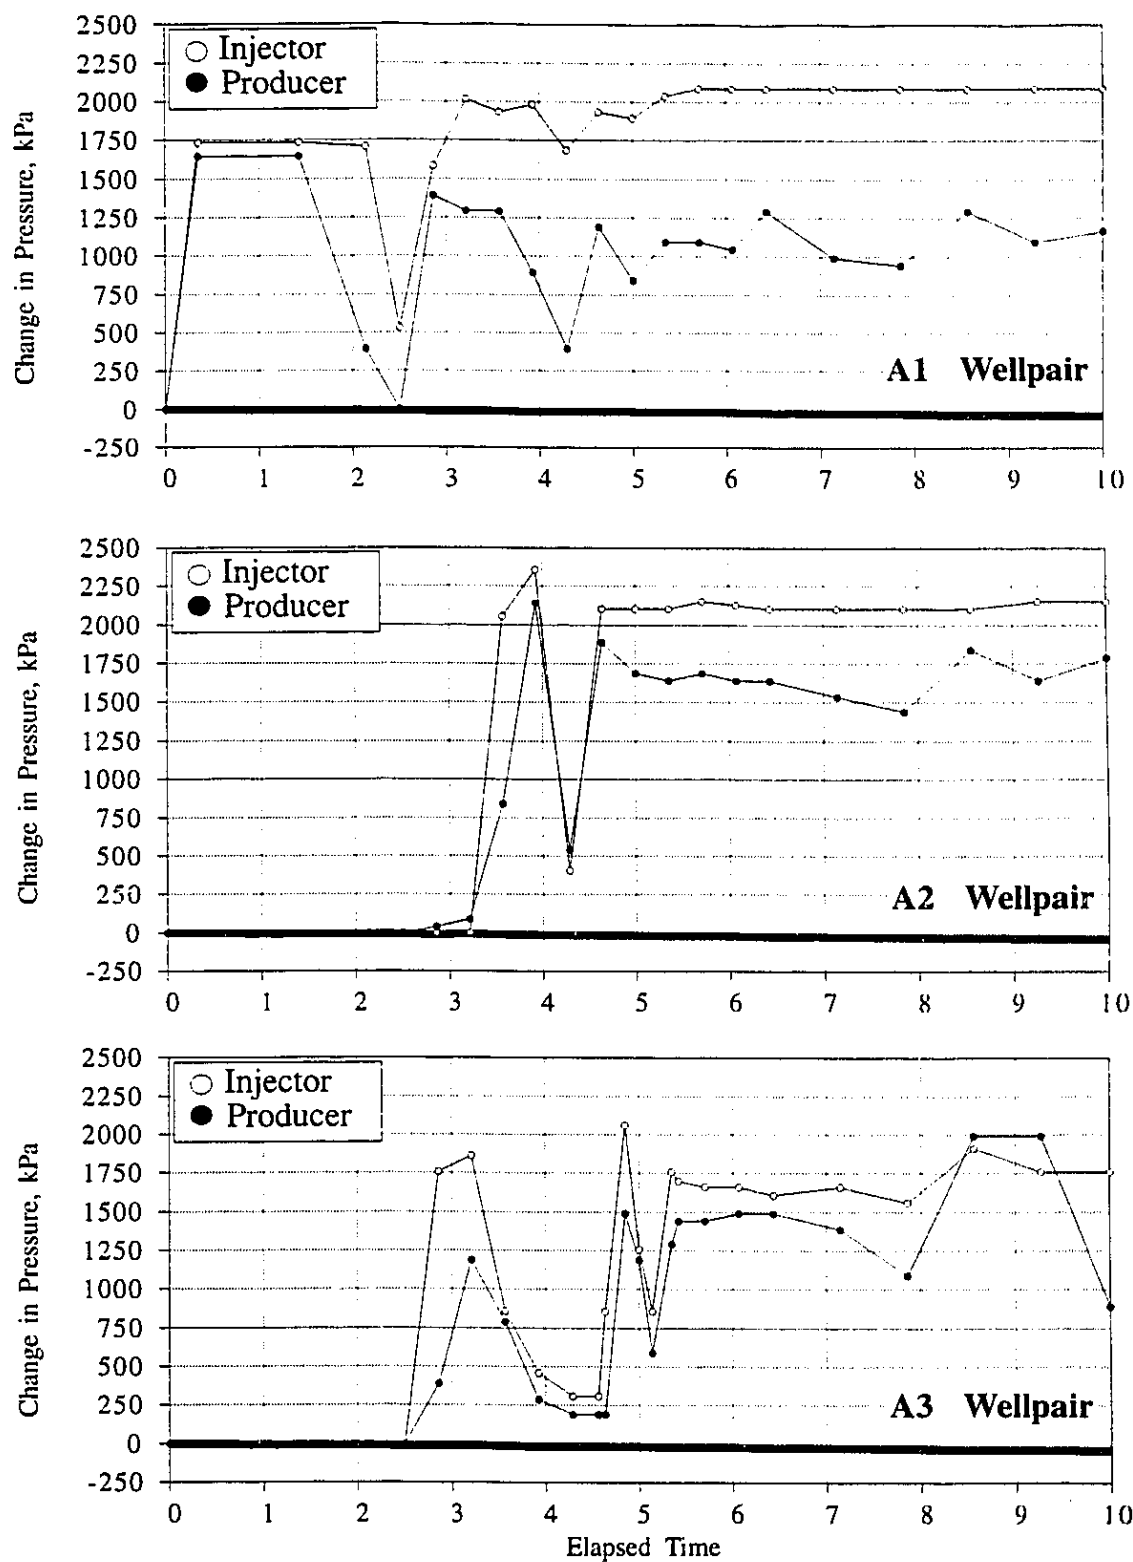 2500
2250
2000
1750
1500
1250
1000
750
500
250
0
-250
Change in Pressure, kPa
Injector
Producer
A1 Wellpair
0 1 2 3 4 5 6 7 8 9 10
2500
2250
2000
1750
1500
1250
1000
750
500
250
0
-250
Change in Pressure, kPa
Injector
Producer
A2 Wellpair
0 1 2 3 4 5 6 7 8 9 10
2500
2250
2000
1750
1500
1250
1000
750
500
250
0
-250
Change in Pressure, kPa
Injector
Producer
A3 Wellpair
0 1 2 3 4 5 6 7 8 9 10
Elapsed Time